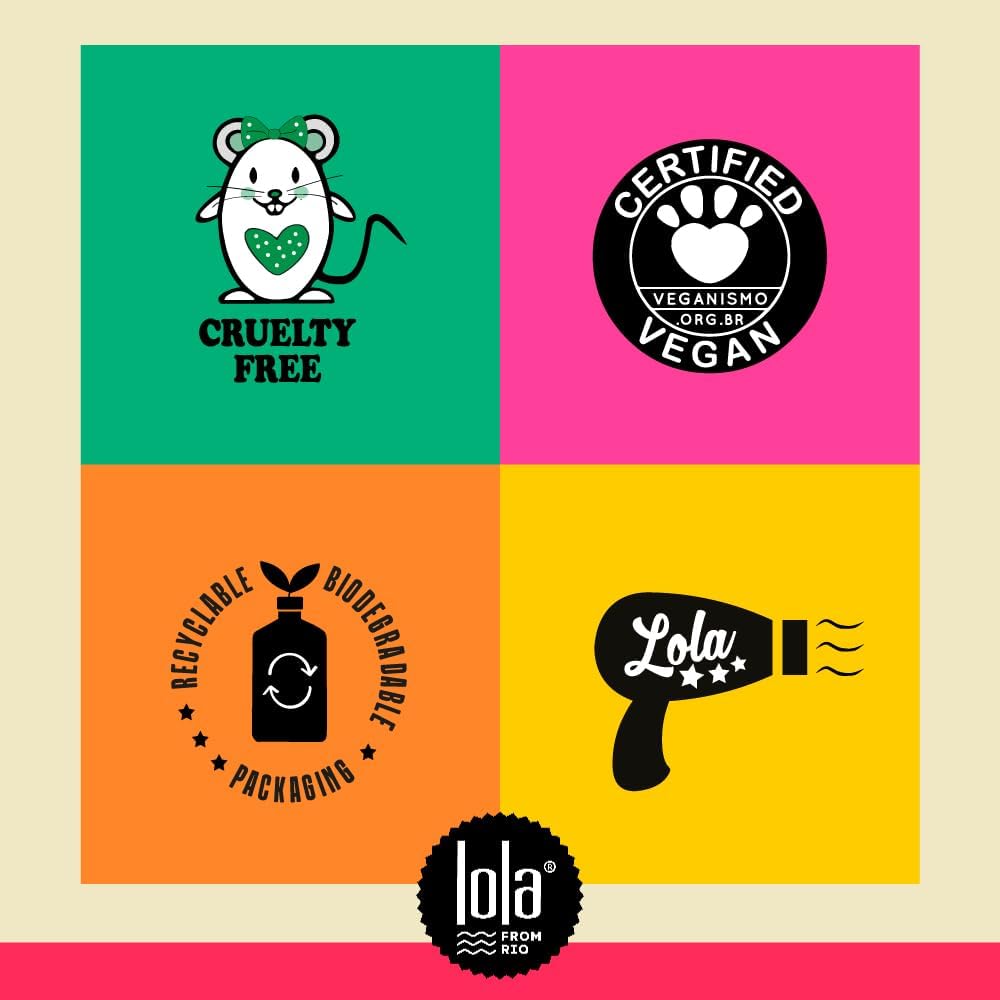 CRUELTY
FREE
CERTIFIED
VEGANISMO
.ORG.BR
VEGAN
RECYCLABLE
BIODEGRADABLE
PACKAGING
Lola
lola®
FROM
RIO